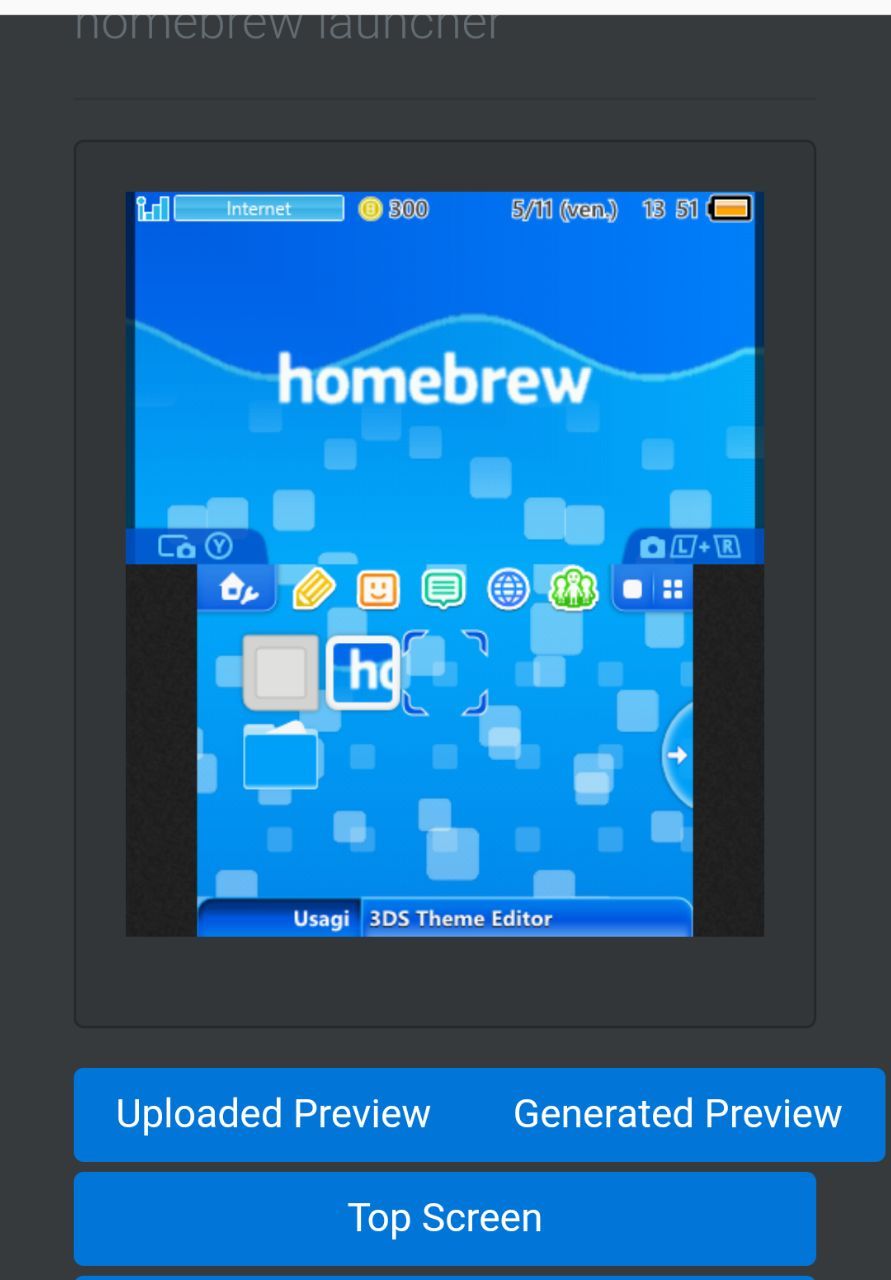 homebrew launcher
Internet
300
5/11 (ven.)
13 51
homebrew
Y
L+R
ho
Usagi
3DS Theme Editor
Uploaded Preview
Generated Preview
Top Screen